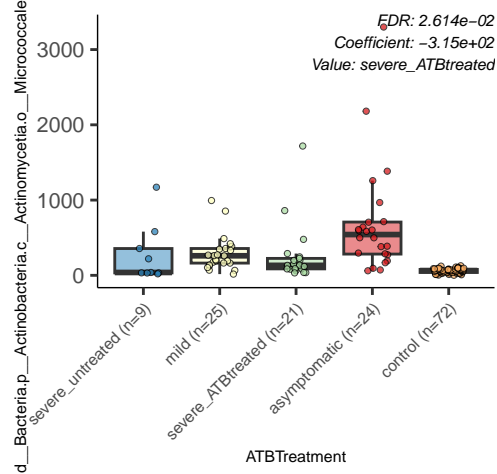 FDR: 2.614e−02
Coefficient: −3.15e+02
Value: severe_ATBtreated
d__Bacteria.p__Actinobacteria.c__Actinomycetia.o__Micrococcale
3000
2000
1000
0
severe_untreated (n=9)
mild (n=25)
severe_ATBtreated (n=21)
asymptomatic (n=24)
control (n=72)
ATBTreatment